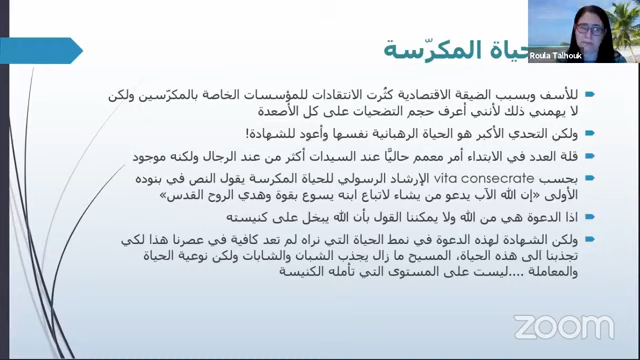 حياة المكرّسة
Roula Talhouk
للأسف وبسبب الضيقة الاقتصادية كثُرت الانتقادات للمؤسسات الخاصة بالمكرّسين ولكن
لا يهمني ذلك لأنني أعرف حجم التضحيات على كل الأصعدة
ولكن التحدي الأكبر هو الحياة الرهبانية نفسها وأعود للشهادة!
قلة العدد في الابتداء أمر معمم حاليًّا عند السيدات أكثر من عند الرجال ولكنه موجود
بحسب vita consecrate الإرشاد الرسولي للحياة المكرسة يقول النص في بنوده
الأولى «إن الله الآب يدعو من يشاء لاتباع ابنه يسوع بقوة وهدي الروح القدس»
اذا الدعوة هي من الله ولا يمكننا القول بأن الله يبخل على كنيسته
ولكن الشهادة لهذه الدعوة في نمط الحياة التي نراه لم تعد كافية في عصرنا هذا لكي
تجذبنا الى هذه الحياة، المسيح ما زال يجذب الشبان والشابات ولكن نوعية الحياة
والمعاملة ....ليست على المستوى التي تأمله الكنيسة
zoom